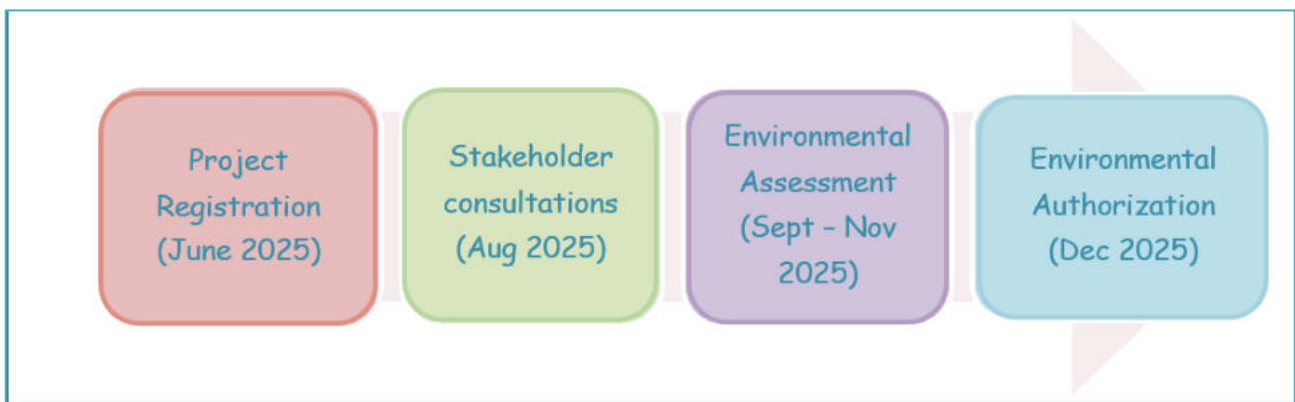 Project
Registration
(June 2025)
Stakeholder
consultations
(Aug 2025)
Environmental
Assessment
(Sept – Nov
2025)
Environmental
Authorization
(Dec 2025)